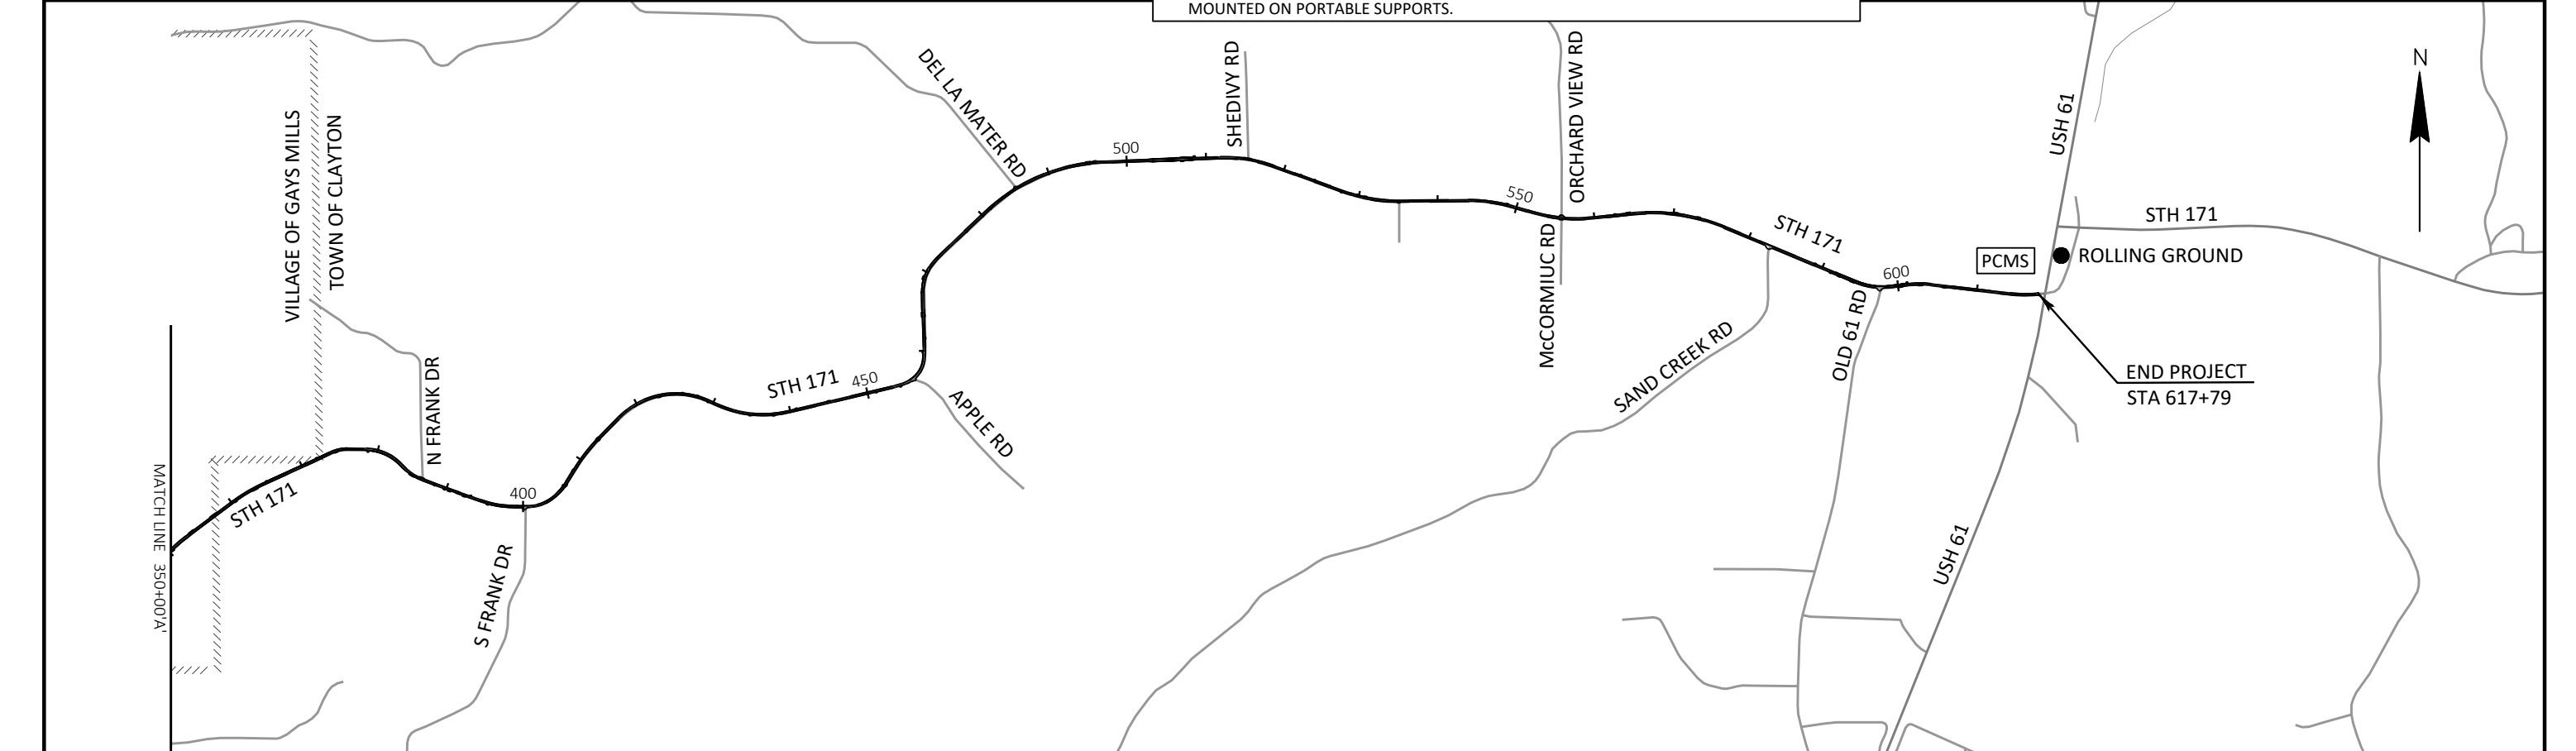 MOUNTED ON PORTABLE SUPPORTS.
N
DEL LA MATER RD
SHEDIVY RD
ORCHARD VIEW RD
USH 61
VILLAGE OF GAYS MILLS
TOWN OF CLAYTON
500
550
STH 171
STH 171
McCORMIUC RD
PCMS
ROLLING GROUND
600
OLD 61 RD
SAND CREEK RD
END PROJECT
STA 617+79
N FRANK DR
STH 171
450
APPLE RD
MATCH LINE 350+00'A'
STH 171
400
S FRANK DR
USH 61